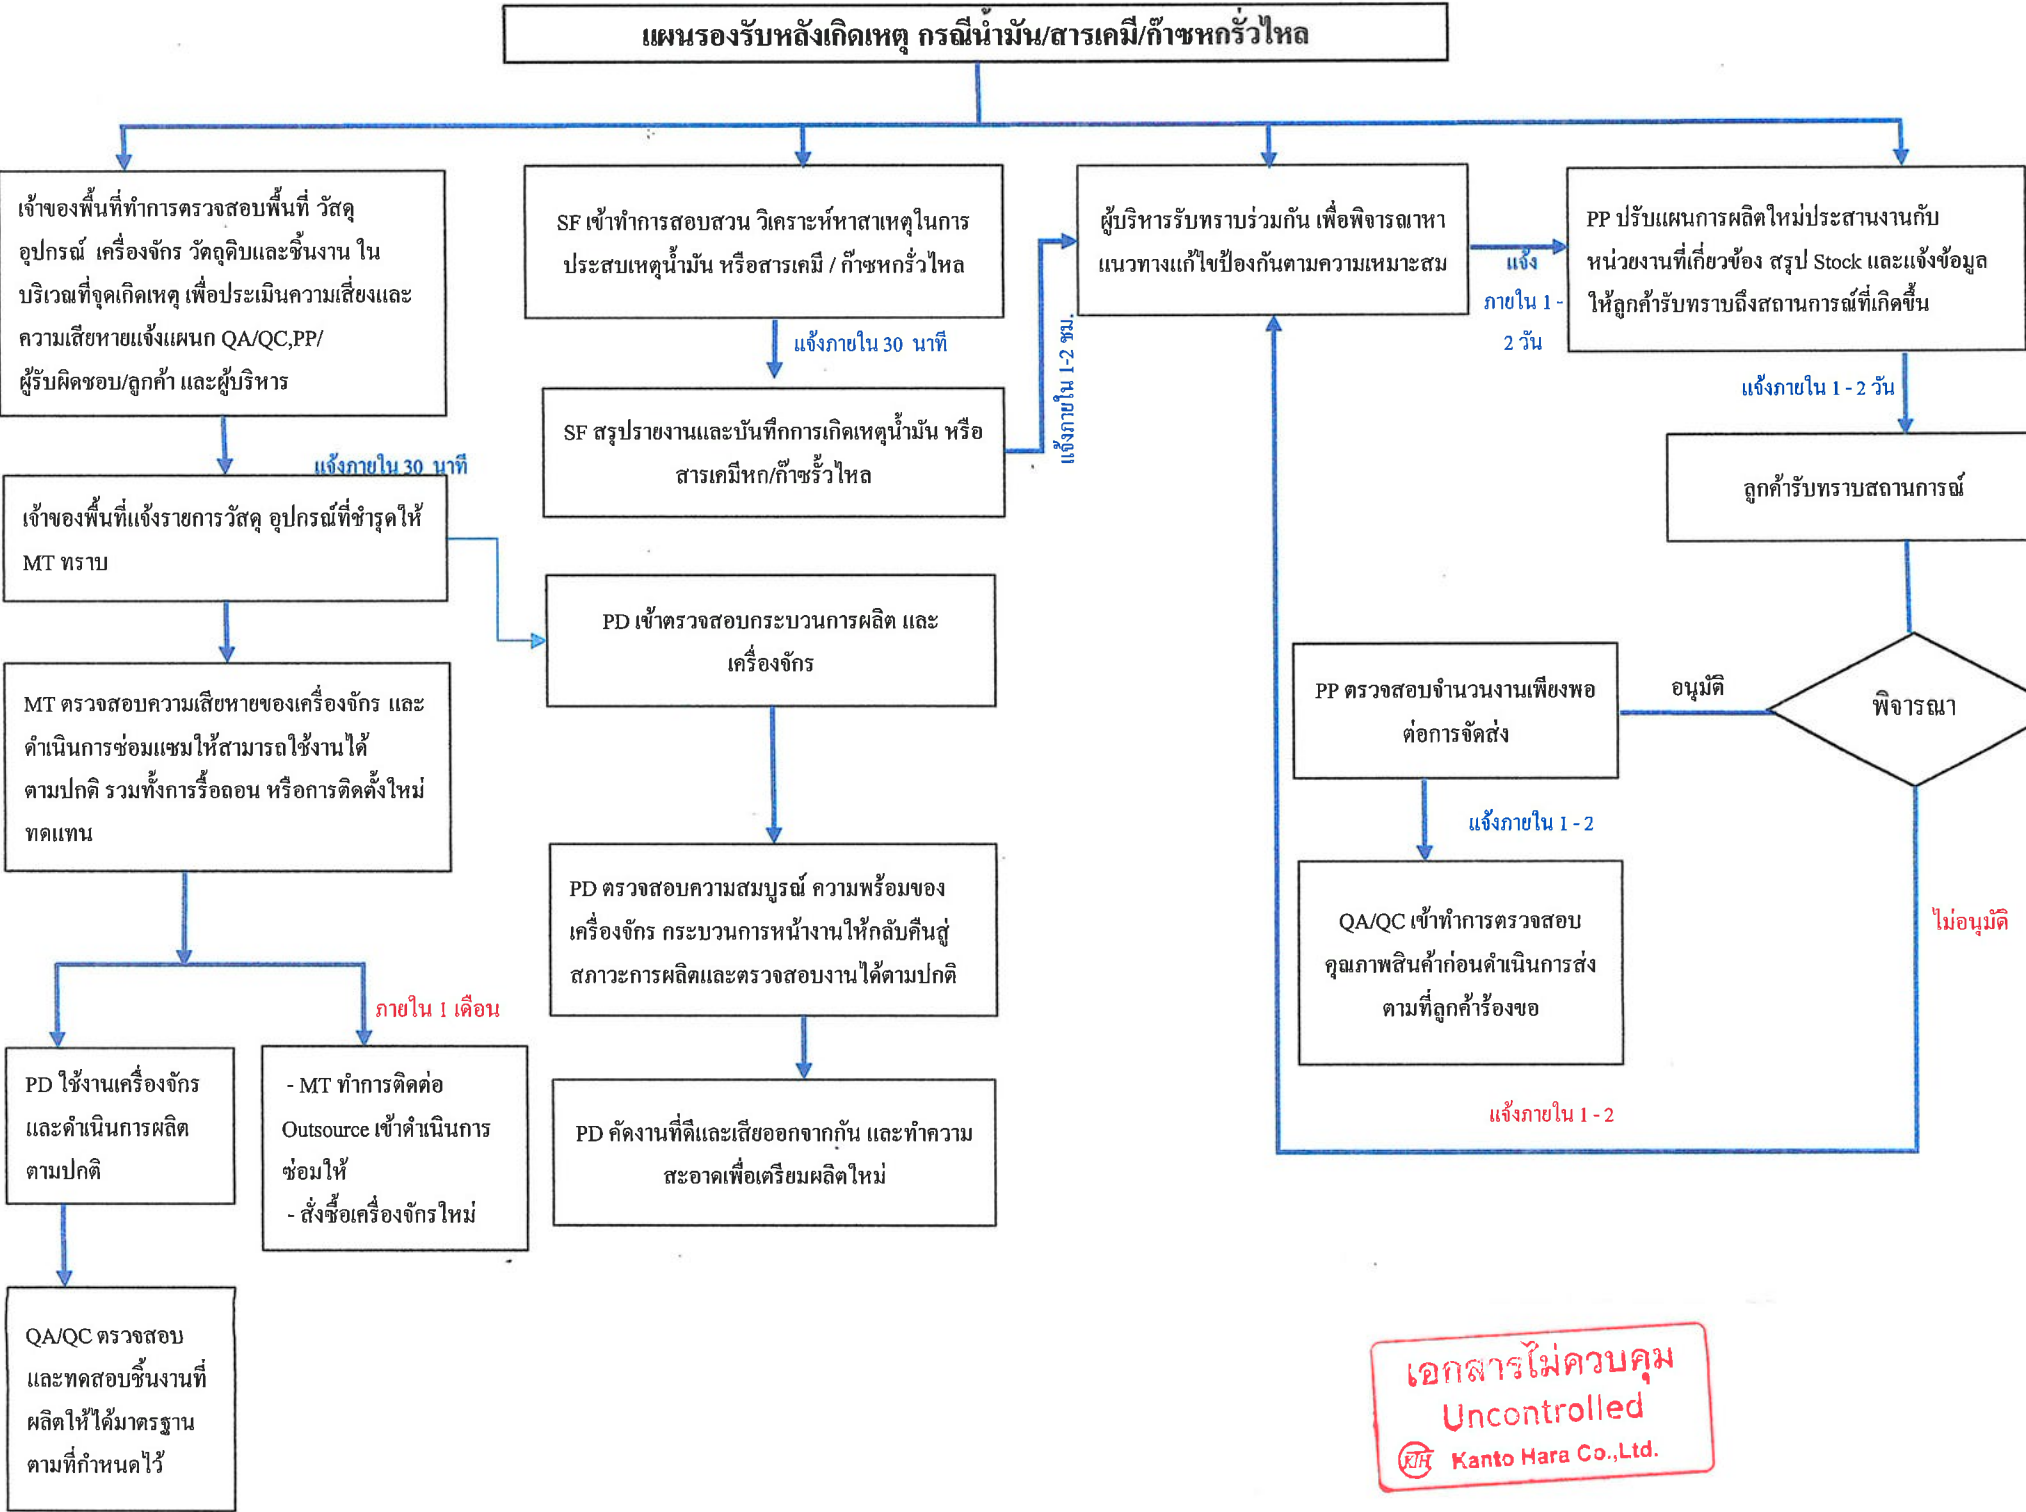 แผนรองรับหลังเกิดเหตุ กรณีน้ำมัน/สารเคมี/ก๊าซหกรั่วไหล
เจ้าของพื้นที่ทำการตรวจสอบพื้นที่ วัสดุ
อุปกรณ์ เครื่องจักร วัตถุดิบและชิ้นงาน ใน
บริเวณที่จุดเกิดเหตุ เพื่อประเมินความเสี่ยงและ
ความเสียหายแจ้งแผนก QA/QC,PP/
ผู้รับผิดชอบ/ลูกค้า และผู้บริหาร
แจ้งภายใน 30 นาที
เจ้าของพื้นที่แจ้งรายการวัสดุ อุปกรณ์ที่ชำรุดให้
MT ทราบ
MT ตรวจสอบความเสียหายของเครื่องจักร และ
ดำเนินการซ่อมแซมให้สามารถใช้งานได้
ตามปกติ รวมทั้งการรื้อถอน หรือการติดตั้งใหม่
ทดแทน
ภายใน 1 เดือน
PD ใช้งานเครื่องจักร
และดำเนินการผลิต
ตามปกติ
- MT ทำการติดต่อ
Outsource เข้าดำเนินการ
ซ่อมให้
- สั่งซื้อเครื่องจักรใหม่
QA/QC ตรวจสอบ
และทดสอบชิ้นงานที่
ผลิตให้ได้มาตรฐาน
ตามที่กำหนดไว้
SF เข้าทำการสอบสวน วิเคราะห์หาสาเหตุในการ
ประสบเหตุน้ำมัน หรือสารเคมี / ก๊าซหกรั่วไหล
แจ้งภายใน 30 นาที
SF สรุปรายงานและบันทึกการเกิดเหตุน้ำมัน หรือ
สารเคมีหก/ก๊าซรั้วไหล
แจ้งภายใน 1-2 ชม.
PD เข้าตรวจสอบกระบวนการผลิต และ
เครื่องจักร
PD ตรวจสอบความสมบูรณ์ ความพร้อมของ
เครื่องจักร กระบวนการหน้างานให้กลับคืนสู่
สภาวะการผลิตและตรวจสอบงานได้ตามปกติ
PD คัดงานที่ดีและเสียออกจากกัน และทำความ
สะอาดเพื่อเตรียมผลิตใหม่
ผู้บริหารรับทราบร่วมกัน เพื่อพิจารณาหา
แนวทางแก้ไขป้องกันตามความเหมาะสม
แจ้ง
ภายใน 1 -
2 วัน
PP ปรับแผนการผลิตใหม่ประสานงานกับ
หน่วยงานที่เกี่ยวข้อง สรุป Stock และแจ้งข้อมูล
ให้ลูกค้ารับทราบถึงสถานการณ์ที่เกิดขึ้น
แจ้งภายใน 1 - 2 วัน
ลูกค้ารับทราบสถานการณ์
พิจารณา
อนุมัติ
PP ตรวจสอบจำนวนงานเพียงพอ
ต่อการจัดส่ง
แจ้งภายใน 1 - 2
QA/QC เข้าทำการตรวจสอบ
คุณภาพสินค้าก่อนดำเนินการส่ง
ตามที่ลูกค้าร้องขอ
ไม่อนุมัติ
แจ้งภายใน 1 - 2
เอกสารไม่ควบคุม
Uncontrolled
KTH Kanto Hara Co.,Ltd.